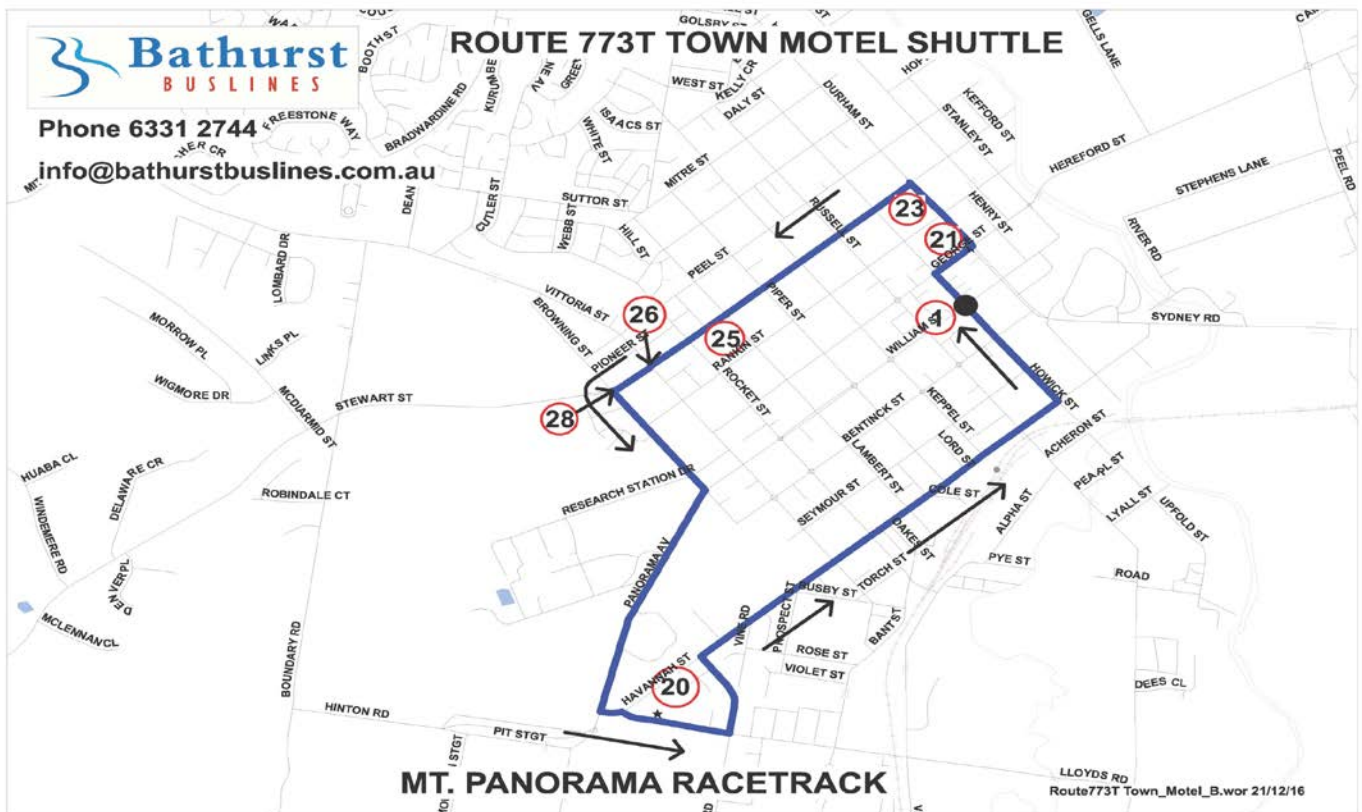 Bathurst
BUSLINES
ROUTE 773T TOWN MOTEL SHUTTLE
Phone 6331 2744
info@bathurstbuslines.com.au
BOOTH ST
GOLSBY ST
GELLS LANE
WEST ST
KELLY CR
DALY ST
DURHAM ST
KEFFORD ST
STANLEY ST
HEREFORD ST
STEPHENS LANE
PEEL RD
FREESTONE WAY
BRADWARDINE RD
ISAACS ST
WHITE ST
MITRE ST
SUTTOR ST
CUTLER ST
DEAN
WEBB ST
HILL ST
RUSSELL ST
23
HENRY ST
21
GEORGE ST
RIVER RD
LOMBARD DR
PEEL ST
PIPER ST
VITTORIA ST
BROWNING ST
26
PIONEER ST
25
RANKIN ST
ROCKET ST
WILLIAM ST
1
SYDNEY RD
HOWICK ST
MORROW PL
LINKS PL
WIGMORE DR
MCDIARMID ST
STEWART ST
28
BENTINCK ST
KEPPEL ST
LORD ST
LAMBERT ST
ACHERON ST
HUABA CL
DELAWARE CR
WINDEMERE RD
ROBINDALE CT
RESEARCH STATION DR
SEYMOUR ST
COLE ST
ALPHA ST
LYALL ST
UPFOLD ST
DAKES ST
PYE ST
ROAD
TORCH ST
BUSBY ST
PANORAMA AV
DENVER PL
MCLENNAN CL
BOUNDARY RD
VINE RD
PROSPECT ST
BANT ST
ROSE ST
VIOLET ST
HAVANNAH ST
20
DEES CL
HINTON RD
PIT STGT
STGT
LLOYDS RD
MT. PANORAMA RACETRACK
Route773T Town_Motel_B.wor 21/12/16